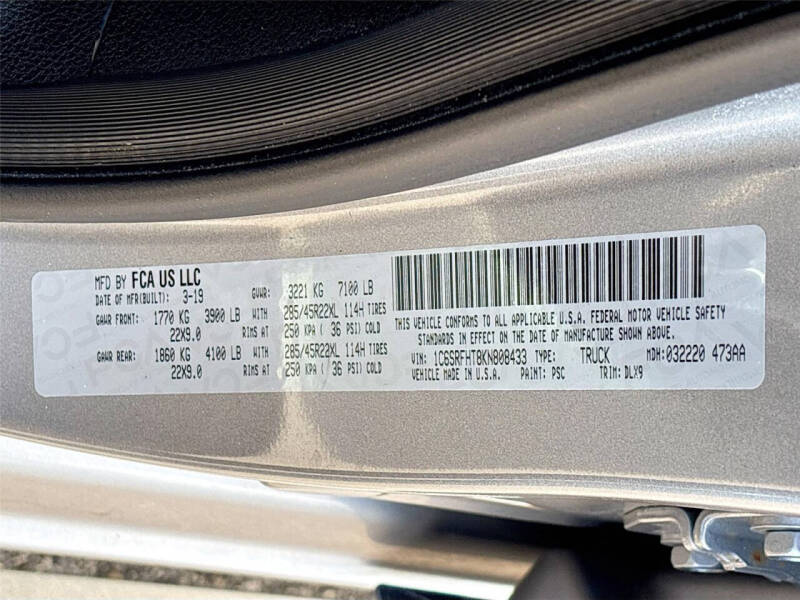 MFD BY FCA US LLC
DATE OF MFR(BUILT): 3-19 GVWR: 3221 KG 7100 LB
GAWR FRONT: 1770 KG 3900 LB WITH 285/45R22XL 114H TIRES
22X9.0 RIMS AT 250 KPA ( 36 PSI) COLD
GAWR REAR: 1860 KG 4100 LB WITH 285/45R22XL 114H TIRES
22X9.0 RIMS AT 250 KPA ( 36 PSI) COLD
THIS VEHICLE CONFORMS TO ALL APPLICABLE U.S.A. FEDERAL MOTOR VEHICLE SAFETY
STANDARDS IN EFFECT ON THE DATE OF MANUFACTURE SHOWN ABOVE.
VIN: 1C6SRFHT8KN808433 TYPE: TRUCK MDH: 032220 473AA
VEHICLE MADE IN U.S.A. PAINT: PSC TRIM: DLX9